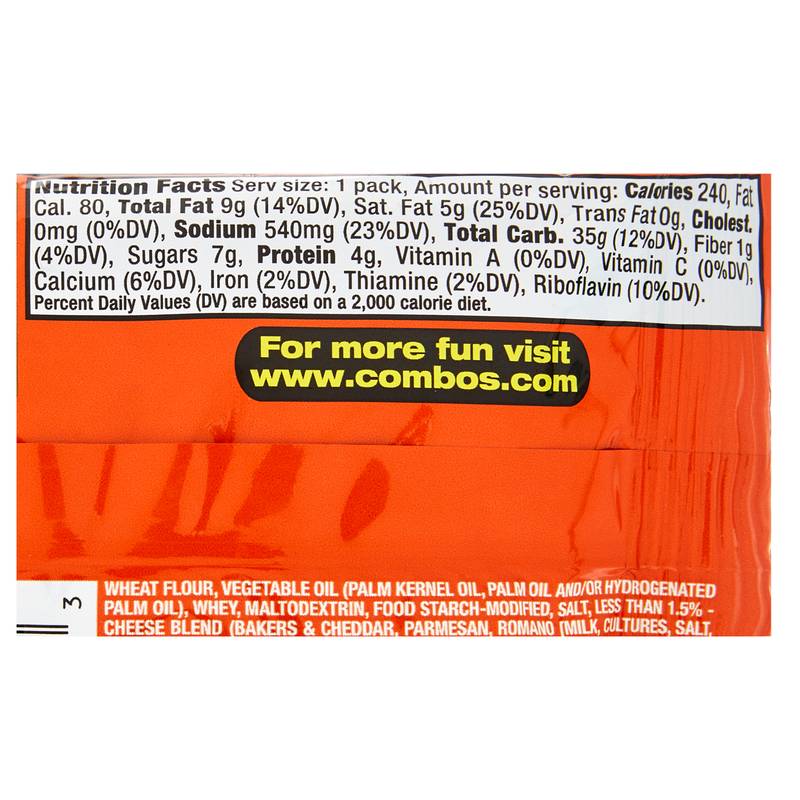 Nutrition Facts Serv size: 1 pack, Amount per serving: Calories 240, Fat
Cal. 80, Total Fat 9g (14%DV), Sat. Fat 5g (25%DV), Trans Fat 0g, Cholest.
0mg (0%DV), Sodium 540mg (23%DV), Total Carb. 35g (12%DV), Fiber 1g
(4%DV), Sugars 7g, Protein 4g, Vitamin A (0%DV), Vitamin C (0%DV),
Calcium (6%DV), Iron (2%DV), Thiamine (2%DV), Riboflavin (10%DV).
Percent Daily Values (DV) are based on a 2,000 calorie diet.
For more fun visit
www.combos.com
3
WHEAT FLOUR, VEGETABLE OIL (PALM KERNEL OIL, PALM OIL AND/OR HYDROGENATED
PALM OIL), WHEY, MALTODEXTRIN, FOOD STARCH-MODIFIED, SALT, LESS THAN 1.5% -
CHEESE BLEND (BAKERS & CHEDDAR, PARMESAN, ROMANO [MILK, CULTURES, SALT,